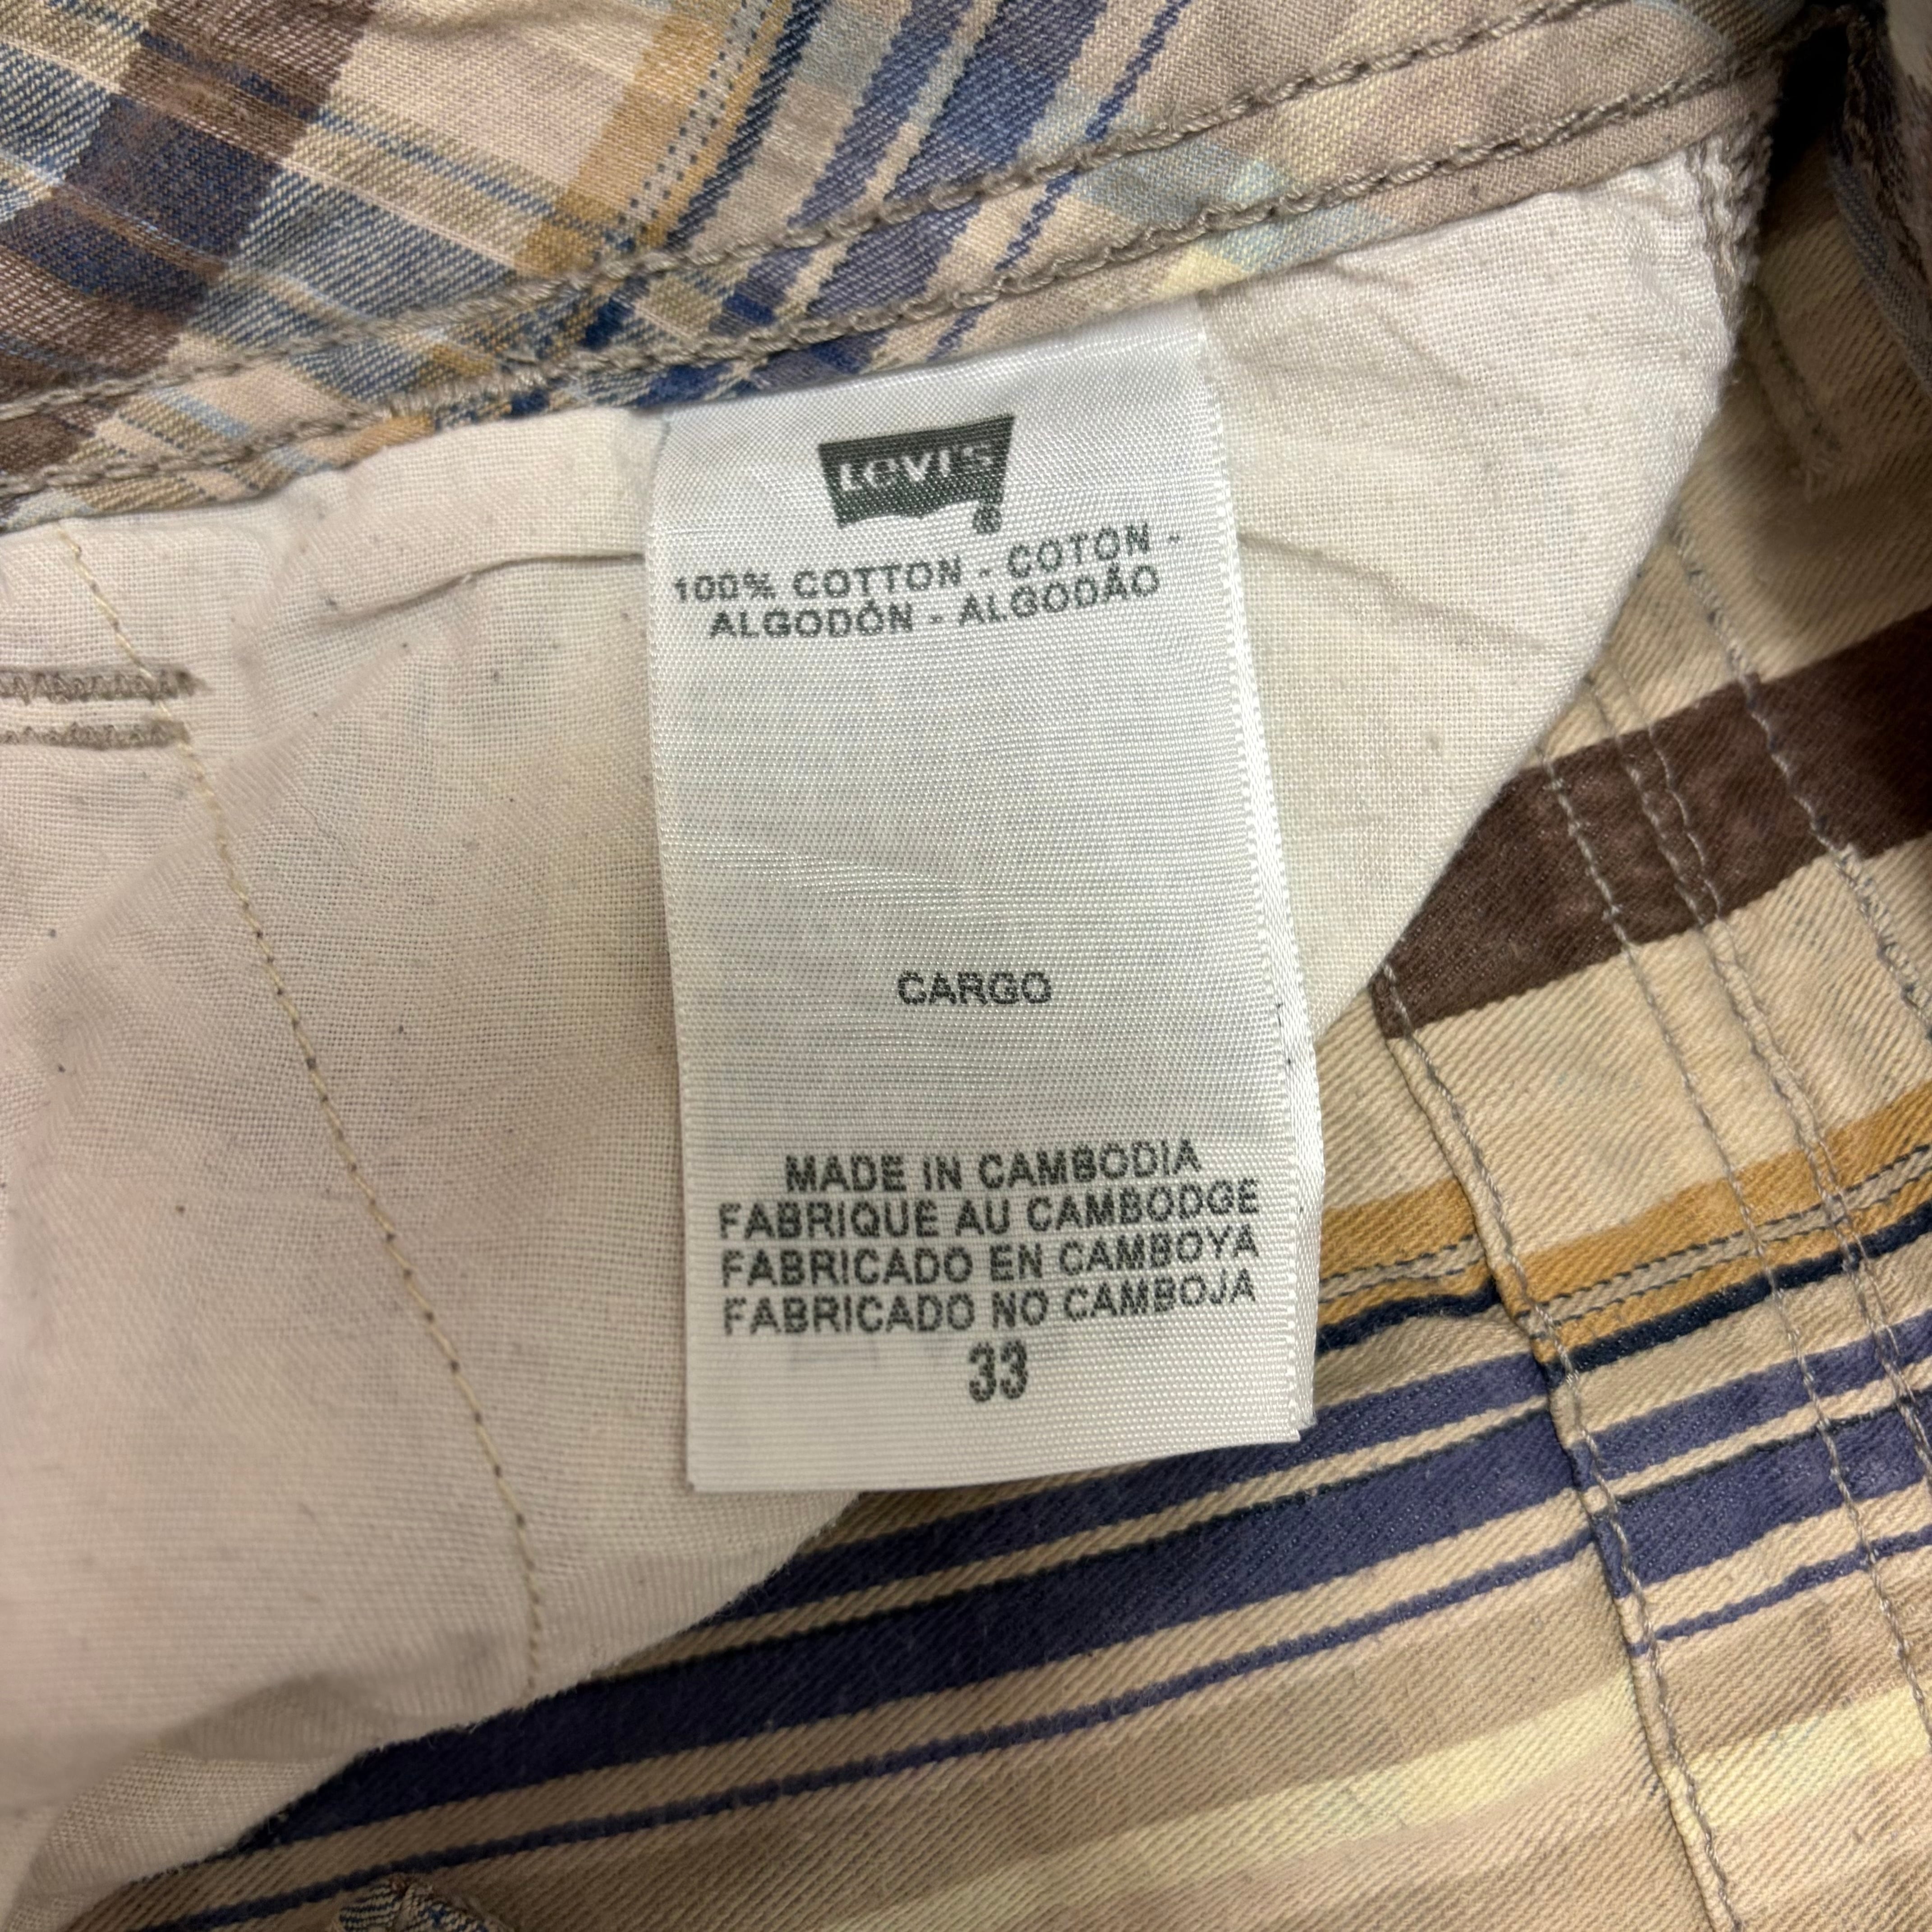 Levi's®
100% COTTON - COTON -
ALGODÓN - ALGODÃO
CARGO
MADE IN CAMBODIA
FABRIQUE AU CAMBODGE
FABRICADO EN CAMBOYA
FABRICADO NO CAMBOJA
33